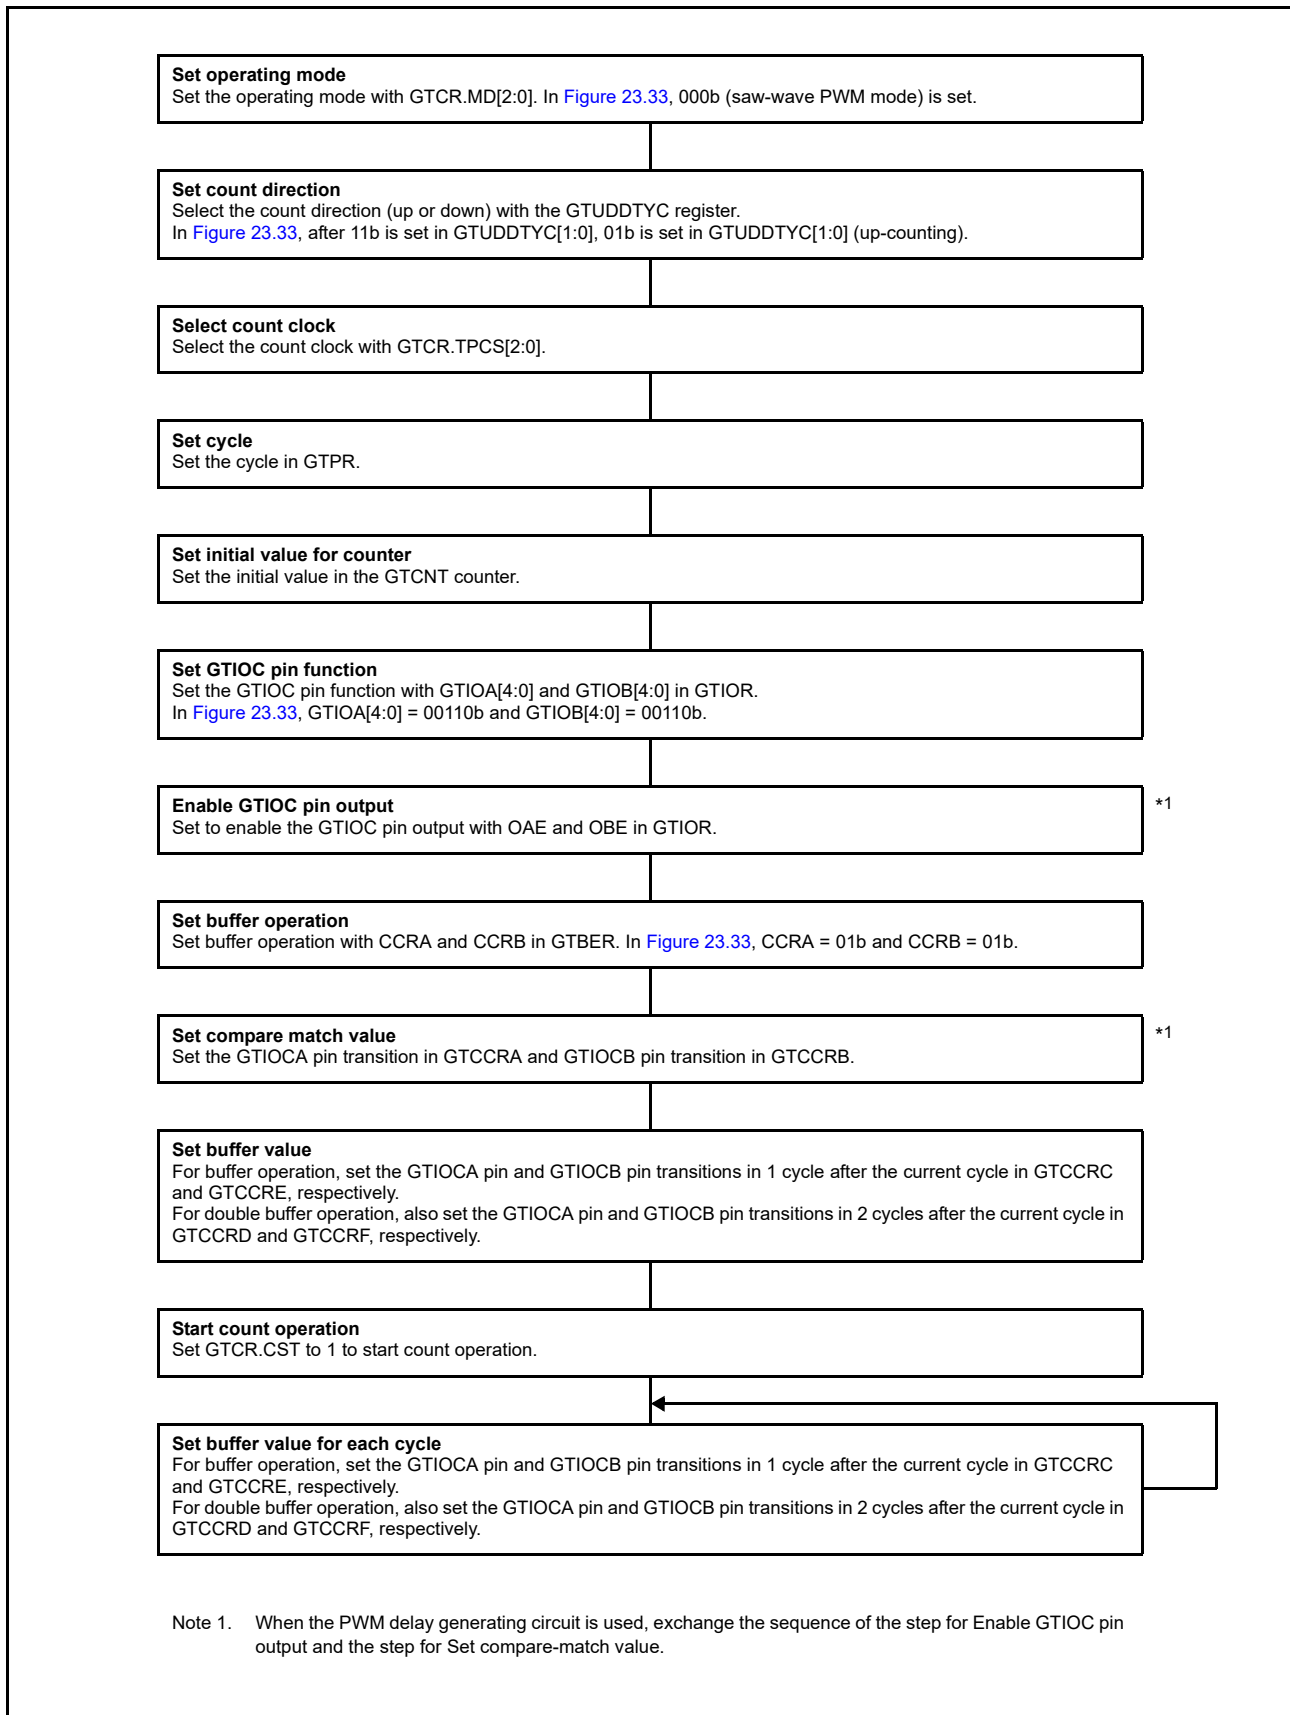 Set operating mode
Set the operating mode with GTCR.MD[2:0]. In Figure 23.33, 000b (saw-wave PWM mode) is set.
Set count direction
Select the count direction (up or down) with the GTUDDTYC register.
In Figure 23.33, after 11b is set in GTUDDTYC[1:0], 01b is set in GTUDDTYC[1:0] (up-counting).
Select count clock
Select the count clock with GTCR.TPCS[2:0].
Set cycle
Set the cycle in GTPR.
Set initial value for counter
Set the initial value in the GTCNT counter.
Set GTIOC pin function
Set the GTIOC pin function with GTIOA[4:0] and GTIOB[4:0] in GTIOR.
In Figure 23.33, GTIOA[4:0] = 00110b and GTIOB[4:0] = 00110b.
Enable GTIOC pin output
Set to enable the GTIOC pin output with OAE and OBE in GTIOR.
*1
Set buffer operation
Set buffer operation with CCRA and CCRB in GTBER. In Figure 23.33, CCRA = 01b and CCRB = 01b.
Set compare match value
Set the GTIOCA pin transition in GTCCRA and GTIOCB pin transition in GTCCRB.
*1
Set buffer value
For buffer operation, set the GTIOCA pin and GTIOCB pin transitions in 1 cycle after the current cycle in GTCCRC
and GTCCRE, respectively.
For double buffer operation, also set the GTIOCA pin and GTIOCB pin transitions in 2 cycles after the current cycle in
GTCCRD and GTCCRF, respectively.
Start count operation
Set GTCR.CST to 1 to start count operation.
Set buffer value for each cycle
For buffer operation, set the GTIOCA pin and GTIOCB pin transitions in 1 cycle after the current cycle in GTCCRC
and GTCCRE, respectively.
For double buffer operation, also set the GTIOCA pin and GTIOCB pin transitions in 2 cycles after the current cycle in
GTCCRD and GTCCRF, respectively.
Note 1. When the PWM delay generating circuit is used, exchange the sequence of the step for Enable GTIOC pin
output and the step for Set compare-match value.